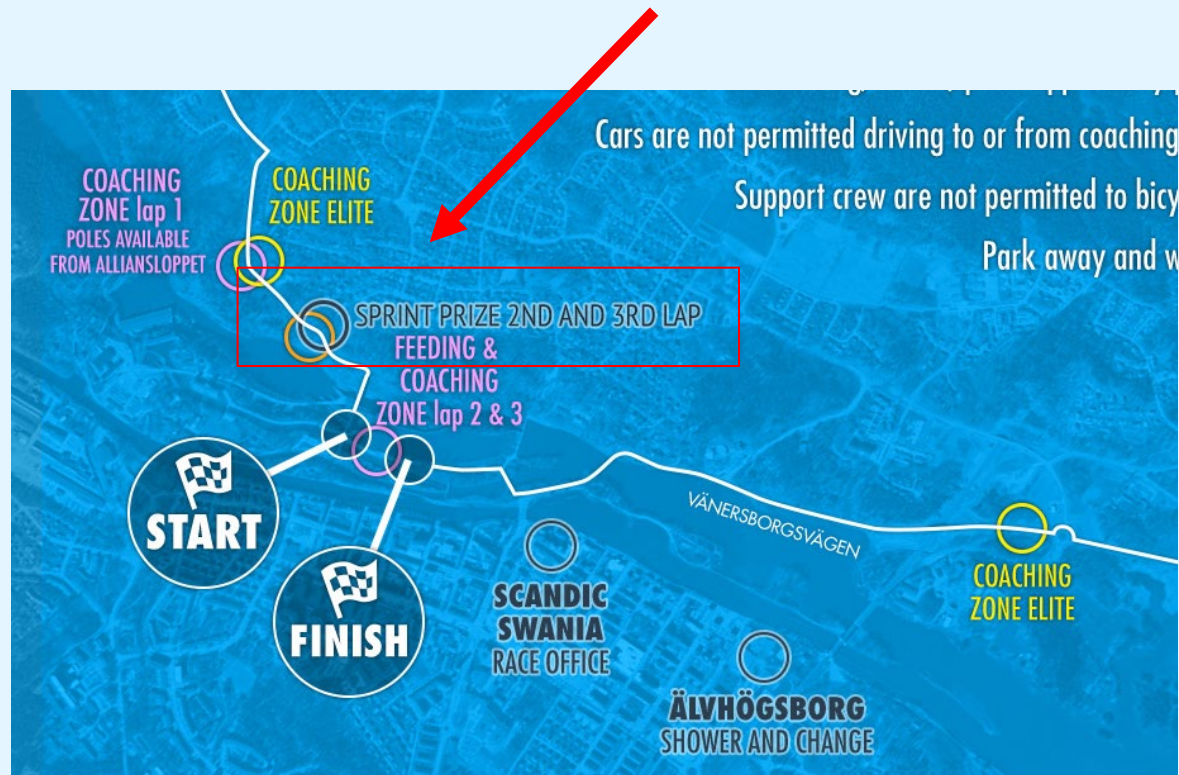 Cars are not permitted driving to or from coaching
Support crew are not permitted to bicy
Park away and w
COACHING
ZONE lap 1
POLES AVAILABLE
FROM ALLIANSLOPPET
COACHING
ZONE ELITE
SPRINT PRIZE 2ND AND 3RD LAP
FEEDING &
COACHING
ZONE lap 2 & 3
START
FINISH
VÄNERSBORGSVÄGEN
COACHING
ZONE ELITE
SCANDIC
SWANIA
RACE OFFICE
ÄLVHÖGSBORG
SHOWER AND CHANGE